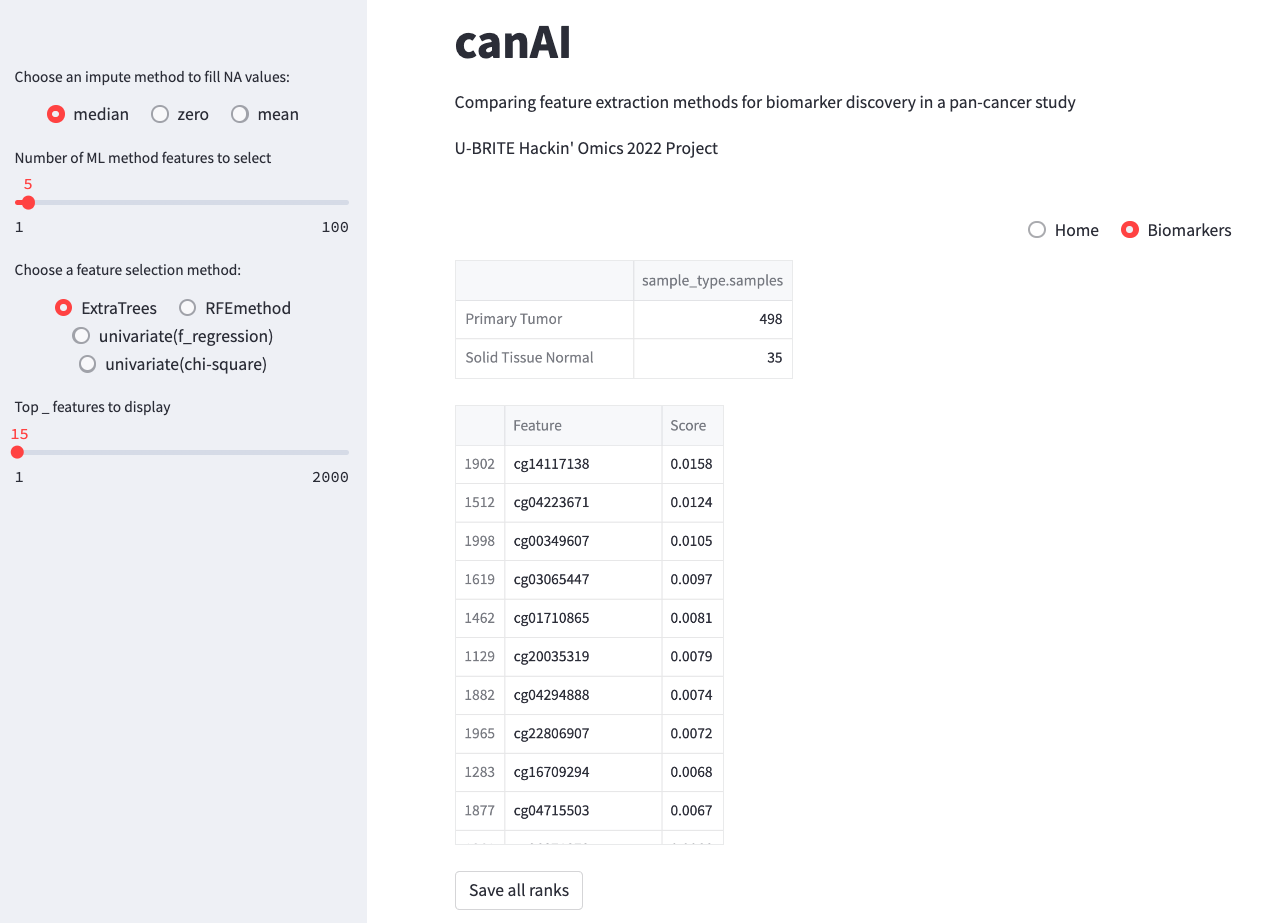 Choose an impute method to fill NA values:
median zero mean
Number of ML method features to select
5
1 100
Choose a feature selection method:
ExtraTrees RFEmethod
univariate(f_regression)
univariate(chi-square)
Top _ features to display
15
1 2000
canAI
Comparing feature extraction methods for biomarker discovery in a pan-cancer study
U-BRITE Hackin' Omics 2022 Project
Home Biomarkers
sample_type.samples
Primary Tumor 498
Solid Tissue Normal 35
Feature Score
1902 cg14117138 0.0158
1512 cg04223671 0.0124
1998 cg00349607 0.0105
1619 cg03065447 0.0097
1462 cg01710865 0.0081
1129 cg20035319 0.0079
1882 cg04294888 0.0074
1965 cg22806907 0.0072
1283 cg16709294 0.0068
1877 cg04715503 0.0067
Save all ranks